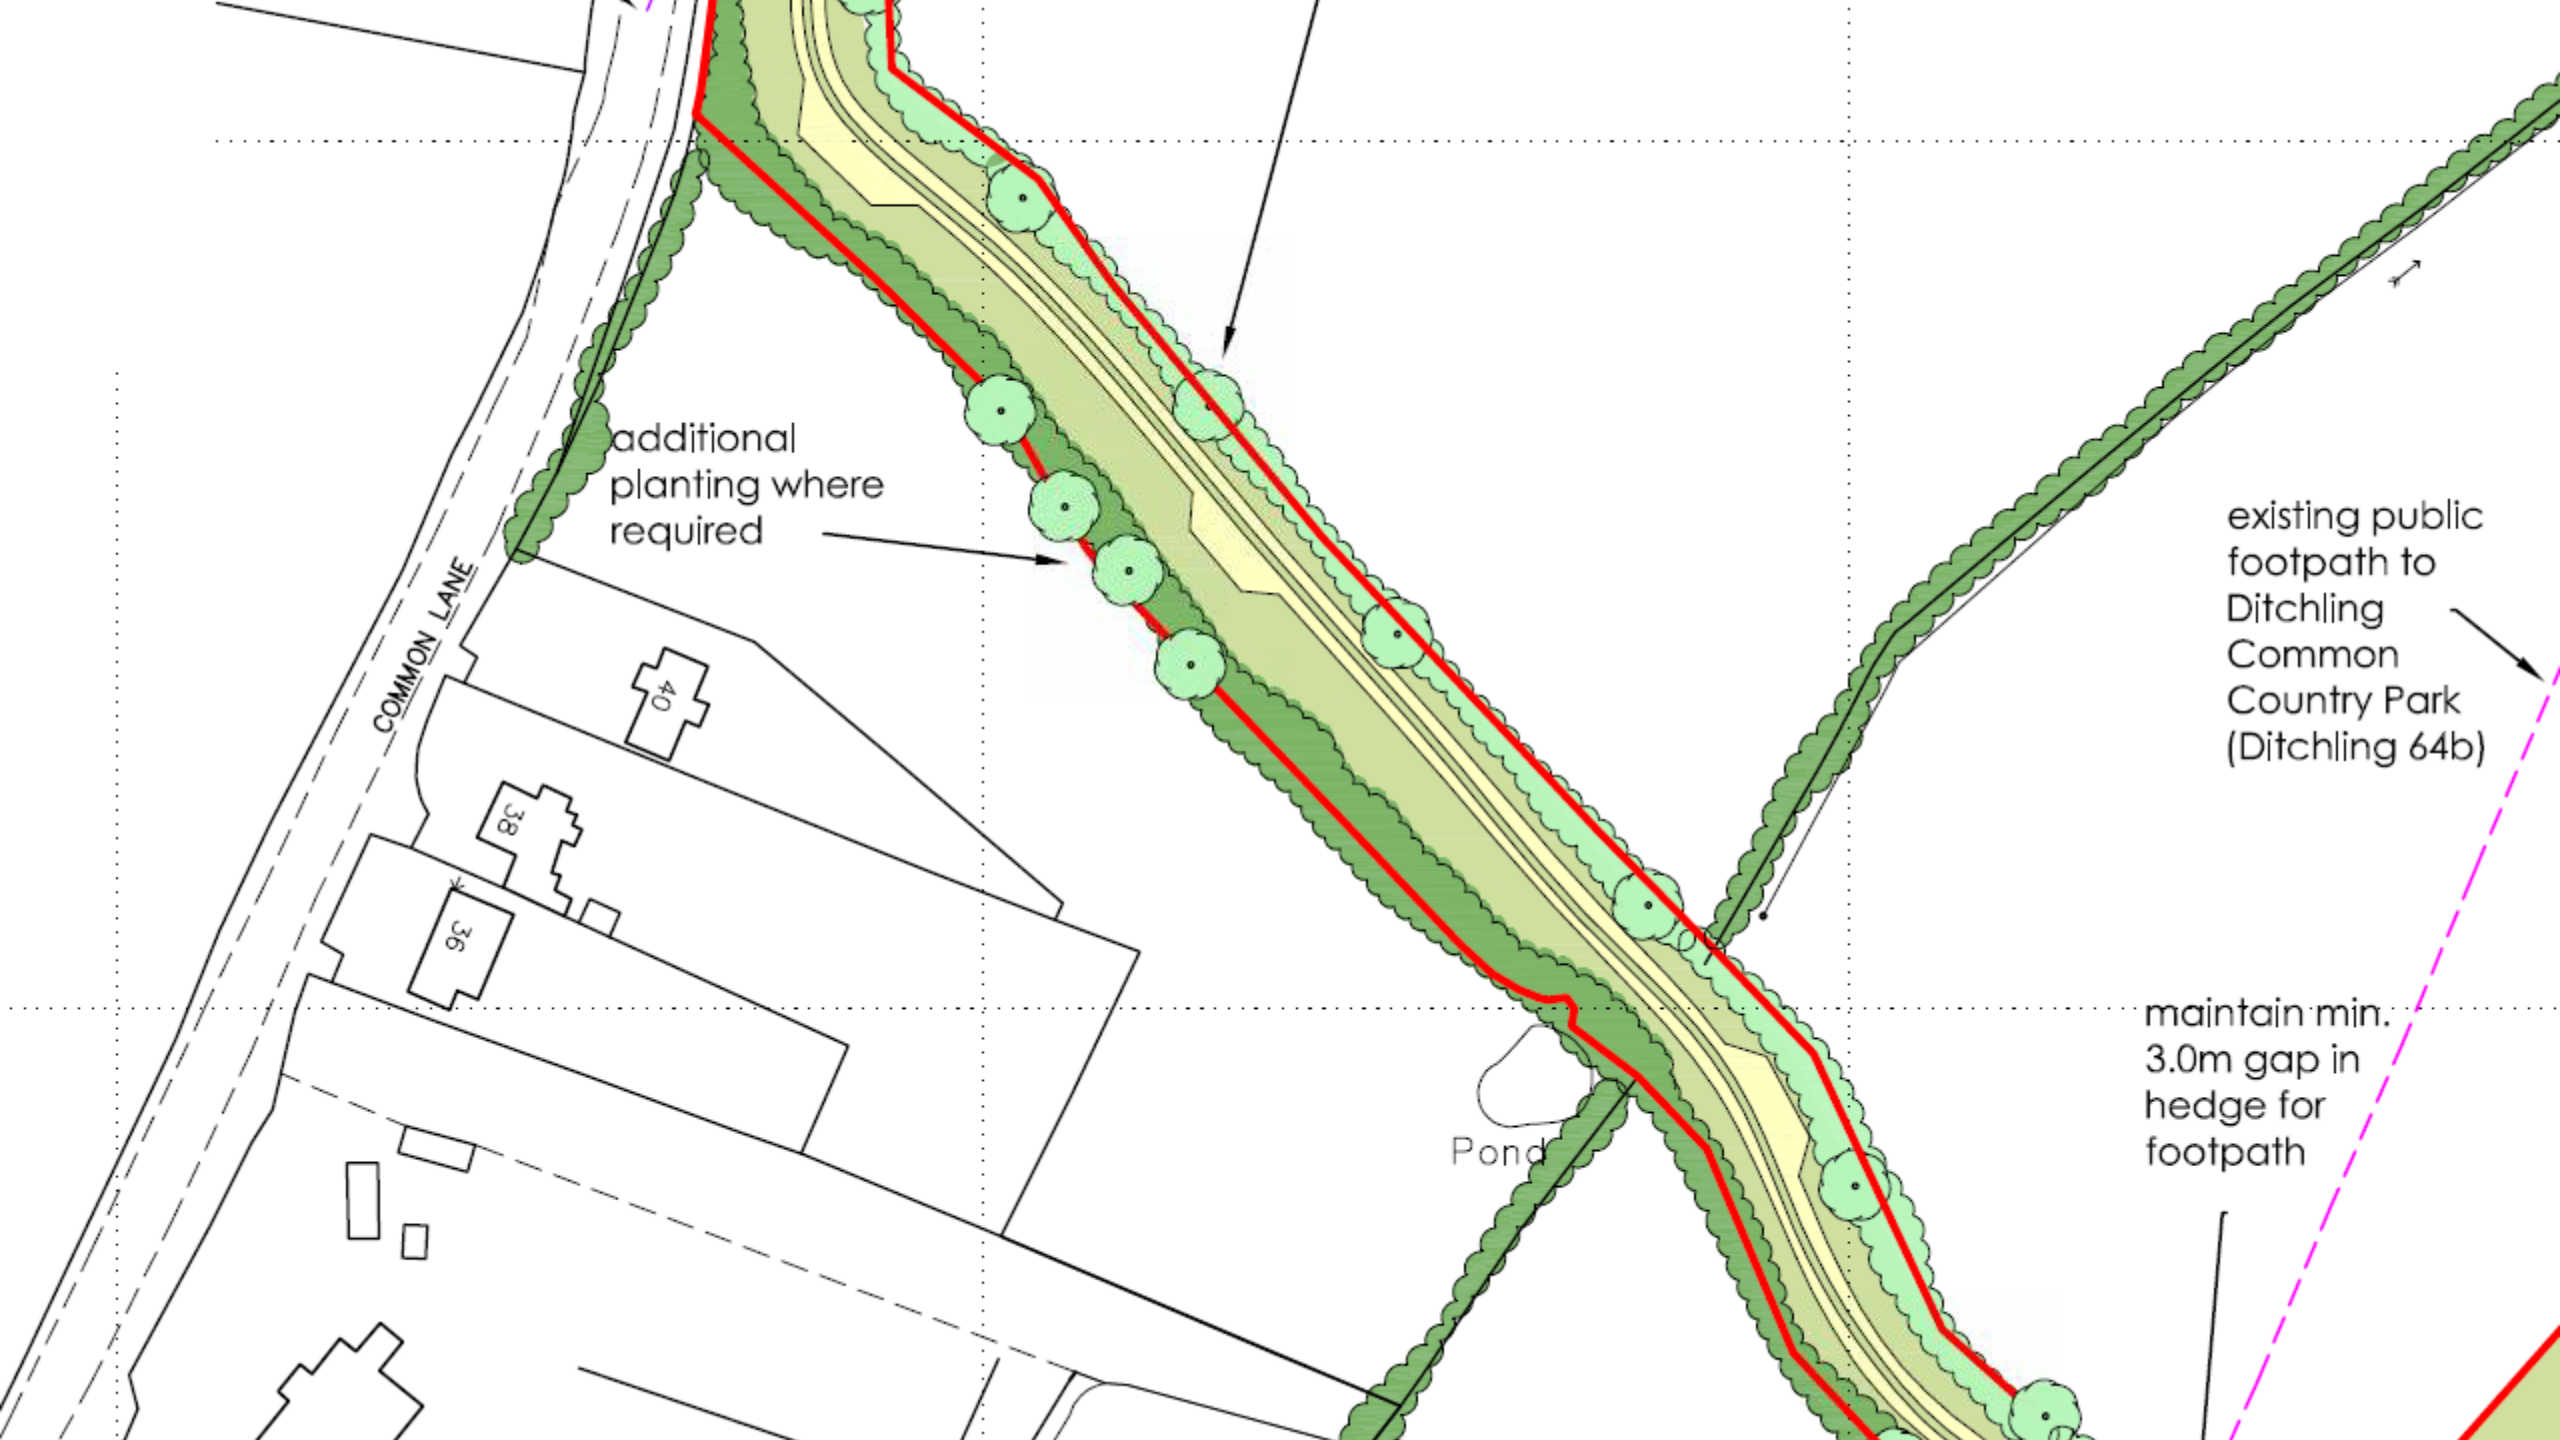 additional
planting where
required
existing public
footpath to
Ditchling
Common
Country Park
(Ditchling 64b)
COMMON LANE
40
38
36
maintain min.
3.0m gap in
hedge for
footpath
Pond